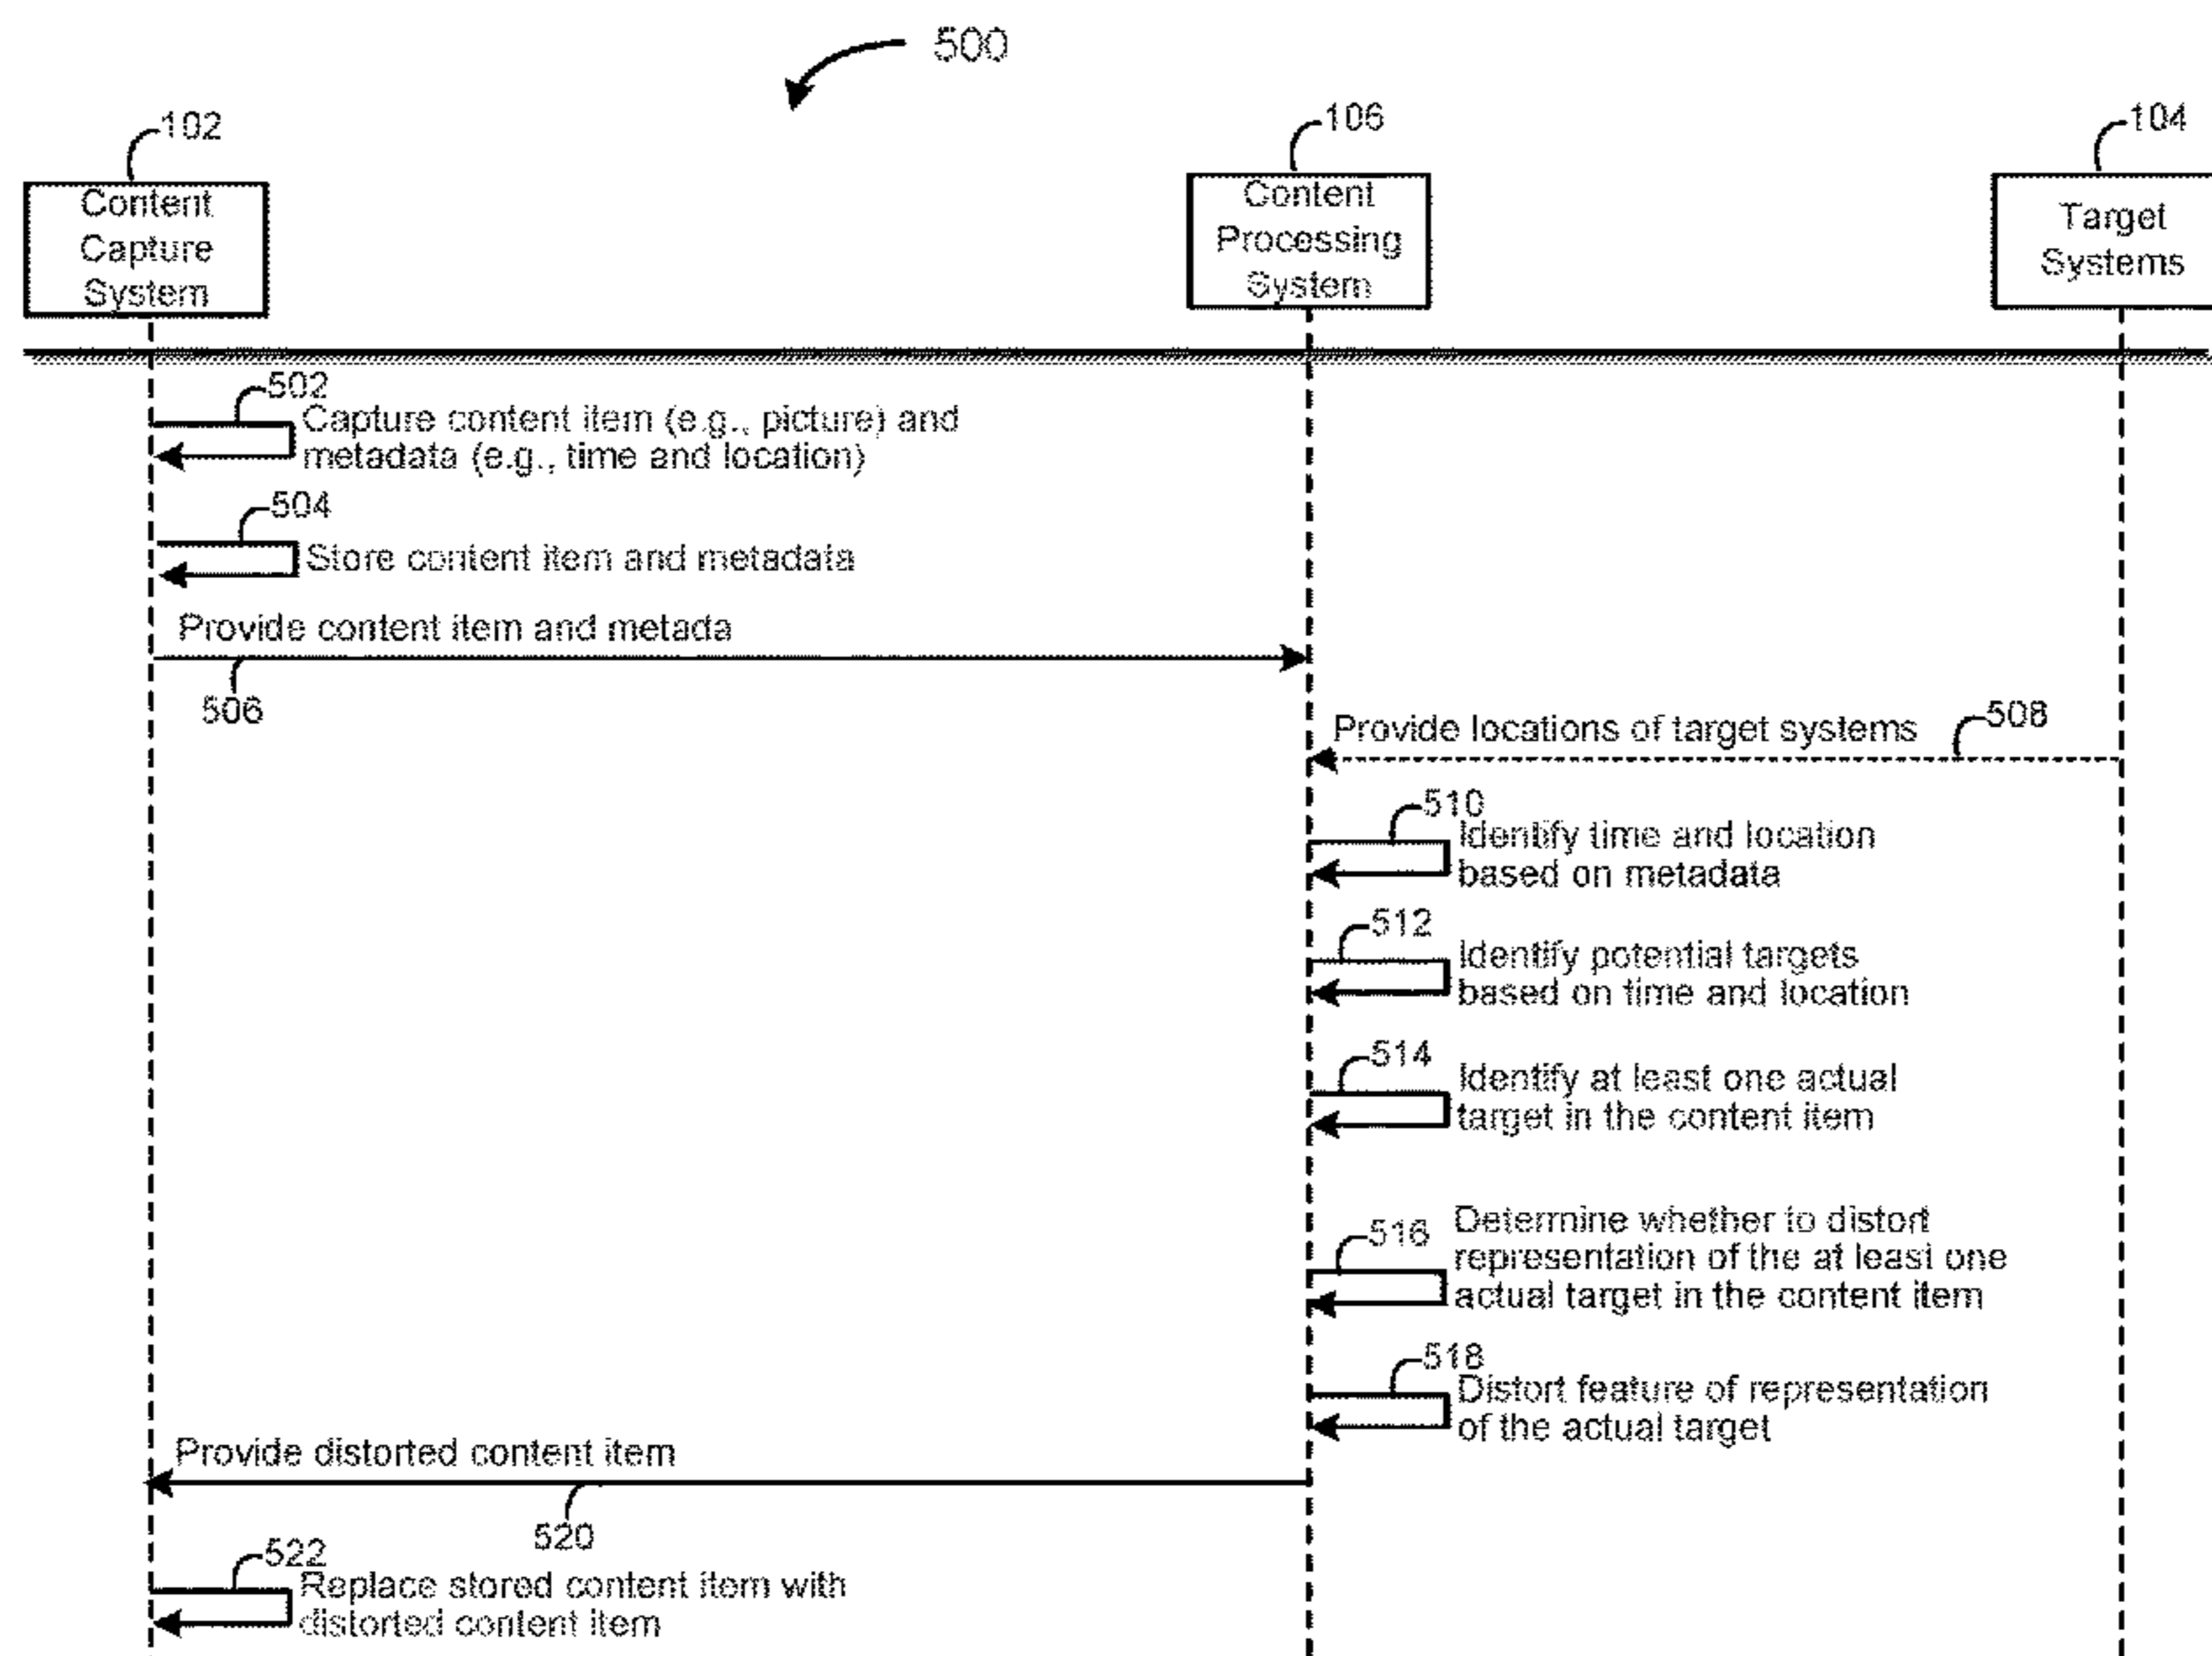 500
102
106
104
Content
Capture
System
Content
Processing
System
Target
Systems
502
Capture content item (e.g., picture) and
metadata (e.g., time and location)
504
Store content item and metadata
Provide content item and metada
506
Provide locations of target systems
508
510
Identify time and location
based on metadata
512
Identify potential targets
based on time and location
514
Identify at least one actual
target in the content item
516
Determine whether to distort
representation of the at least one
actual target in the content item
518
Distort feature of representation
of the actual target
Provide distorted content item
520
522
Replace stored content item with
distorted content item